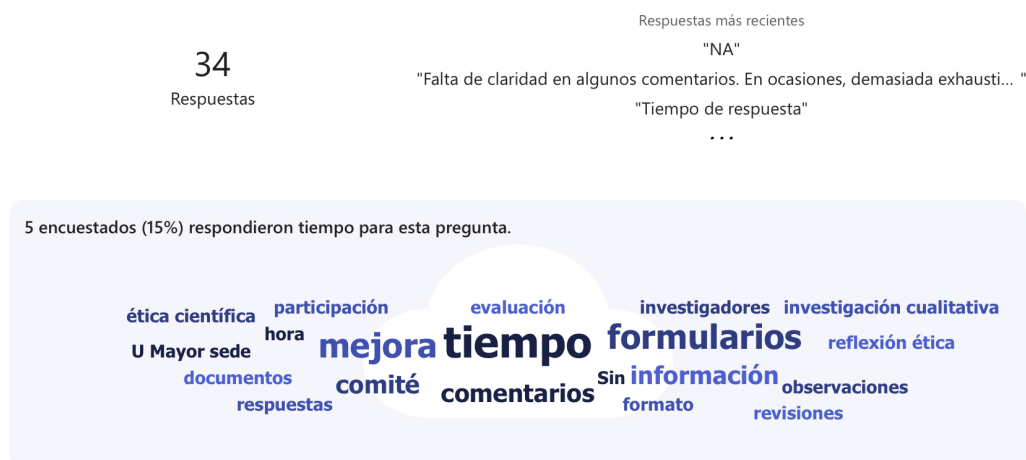 34
Respuestas
Respuestas más recientes
"NA"
"Falta de claridad en algunos comentarios. En ocasiones, demasiada exhausti... "
"Tiempo de respuesta"
...
5 encuestados (15%) respondieron tiempo para esta pregunta.
ética científica participación evaluación investigadores investigación cualitativa
U Mayor sede hora mejora tiempo formularios reflexión ética
documentos comité comentarios Sin información observaciones
respuestas formato revisiones